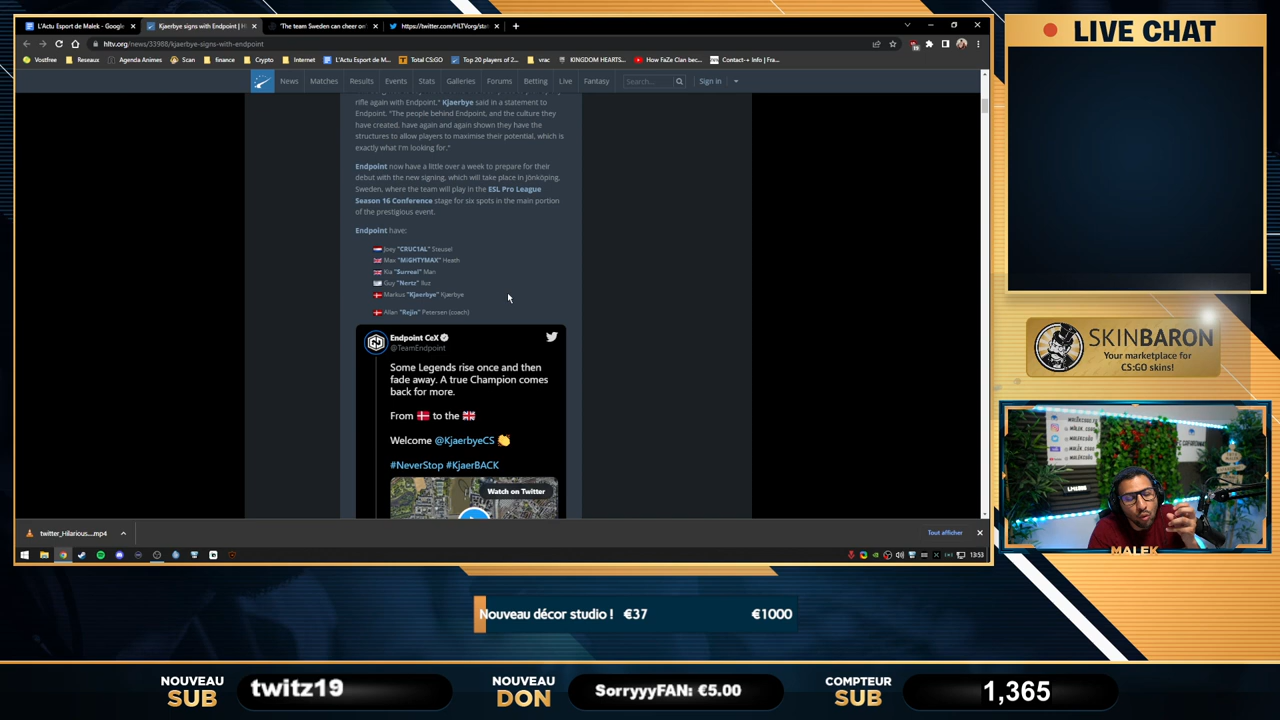 L'Actu Esport de Malek - Google
Kjaerbye signs with Endpoint | H
'The team Sweden can cheer on
https://twitter.com/HLTVorg/sta
hltv.org/news/33988/kjaerbye-signs-with-endpoint
Vostfree
Reseaux
Agenda Animes
Scan
finance
Crypto
Internet
L'Actu Esport de M...
Total CS:GO
Top 20 players of 2...
vrac
KINGDOM HEARTS...
How FaZe Clan bec...
Contact→ Info | Fra...
News
Matches
Results
Events
Stats
Galleries
Forums
Betting
Live
Fantasy
Search...
Sign in
rifle again with Endpoint," Kjaerbye said in a statement to
Endpoint. "The people behind Endpoint, and the culture they
have created, have again and again shown they have the
structures to allow players to maximise their potential, which is
exactly what I'm looking for."
Endpoint now have a little over a week to prepare for their
debut with the new signing, which will take place in Jönköping,
Sweden, where the team will play in the ESL Pro League
Season 16 Conference stage for six spots in the main portion
of the prestigious event.
Endpoint have:
Joey "CRUC1AL" Steusel
Max "MiGHTYMAX" Heath
Kia "Surreal" Man
Guy "Nertz" Iluz
Markus "Kjaerbye" Kjærbye
Allan "Rejin" Petersen (coach)
Endpoint CeX
@TeamEndpoint
Some Legends rise once and then
fade away. A true Champion comes
back for more.
From 🇩🇰 to the 🇬🇧
Welcome @KjaerbyeCS 👏
#NeverStop #KjaerBACK
Watch on Twitter
twitter_Hilarious....mp4
Tout afficher
13:53
LIVE CHAT
SKINBARON
Your marketplace for
CS:GO skins!
MALEK
Nouveau décor studio ! €37
€1000
NOUVEAU
SUB
twitz19
NOUVEAU
DON
SorryyyFAN: €5.00
COMPTEUR
SUB
1,365